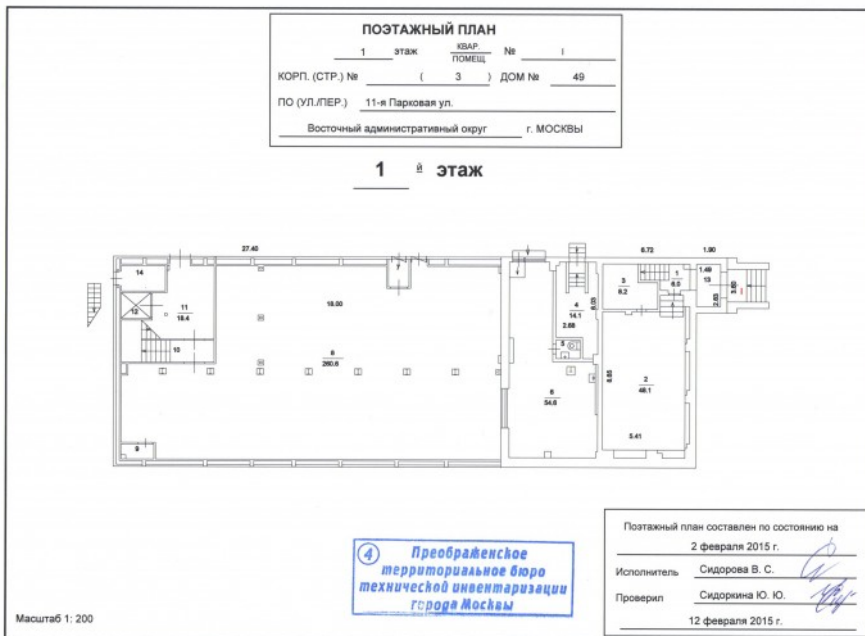 ПОЭТАЖНЫЙ ПЛАН
1 этаж КВАР. ПОМЕЩ. № I
КОРП. (СТР.) № ( 3 ) ДОМ № 49
ПО (УЛ./ПЕР.) 11-я Парковая ул.
Восточный административный округ г. МОСКВЫ
1 й этаж
27.40
6.72
1.90
14
7
18.00
11
18.4
12
10
8
260.6
9
4
14.1
2.68
6.03
5
6
54.6
3
6.2
1
6.0
1.49
13
2.63
3.60
I
8.85
2
48.1
5.41
4 Преображенское
территориальное бюро
технической инвентаризации
города Москвы
Поэтажный план составлен по состоянию на
2 февраля 2015 г.
Исполнитель Сидорова В. С.
Проверил Сидоркина Ю. Ю.
12 февраля 2015 г.
Масштаб 1: 200